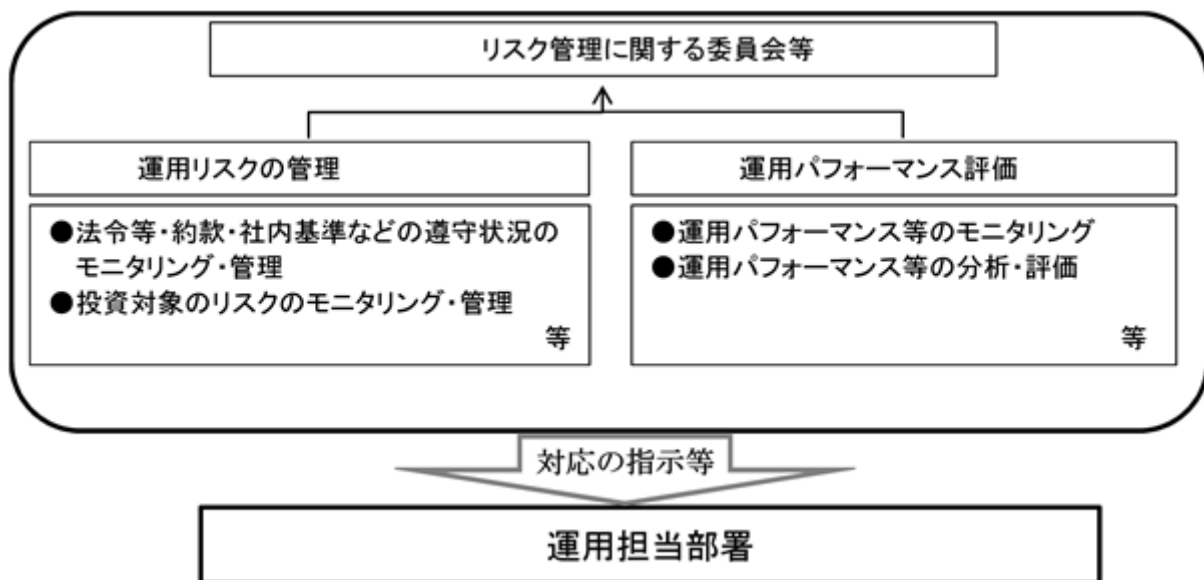 リスク管理に関する委員会等
運用リスクの管理
●法令等・約款・社内基準などの遵守状況の
モニタリング・管理
●投資対象のリスクのモニタリング・管理
等
運用パフォーマンス評価
●運用パフォーマンス等のモニタリング
●運用パフォーマンス等の分析・評価
等
対応の指示等
運用担当部署